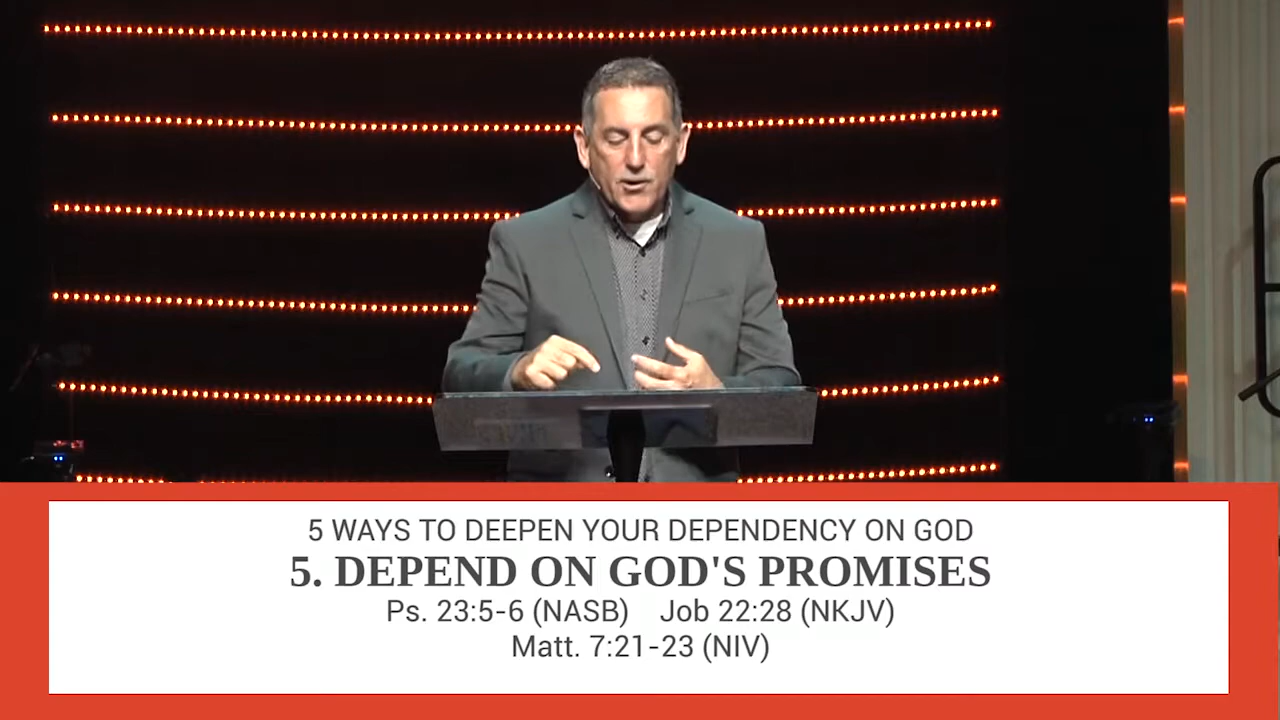 5 WAYS TO DEEPEN YOUR DEPENDENCY ON GOD
5. DEPEND ON GOD'S PROMISES
Ps. 23:5-6 (NASB) Job 22:28 (NKJV)
Matt. 7:21-23 (NIV)